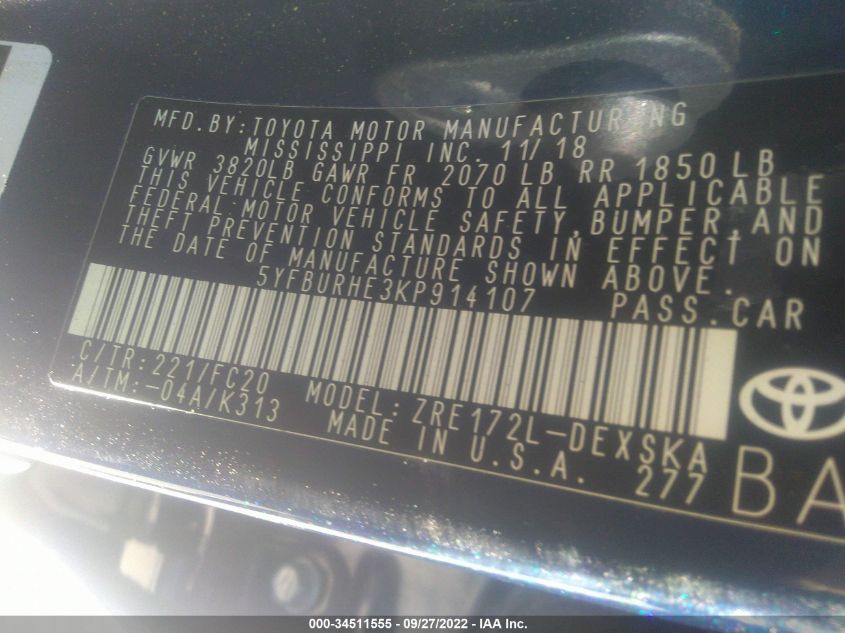 MFD.BY:TOYOTA MOTOR MANUFACTURING
MISSISSIPPI INC. 11/18
GVWR 3820LB GAWR FR 2070 LB RR 1850 LB
THIS VEHICLE CONFORMS TO ALL APPLICABLE
FEDERAL MOTOR VEHICLE SAFETY, BUMPER, AND
THEFT PREVENTION STANDARDS IN EFFECT ON
THE DATE OF MANUFACTURE SHOWN ABOVE.
5YFBURHE3KP914107 PASS.CAR
C/TR:221/FC20 MODEL:ZRE172L-DEXSKA
A/TM:-04A/K313 MADE IN U.S.A. 277
BA
000-34511555 - 09/27/2022 - IAA Inc.